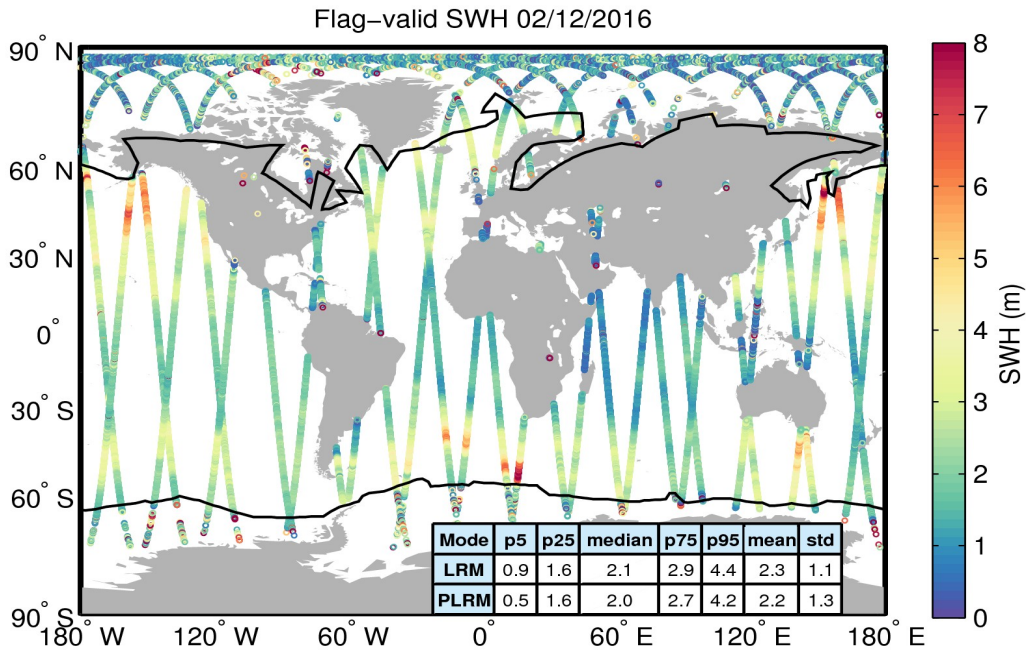 Flag−valid SWH 02/12/2016
90° N
60° N
30° N
0°
30° S
60° S
90° S
180° W
120° W
60° W
0°
60° E
120° E
180° E
Mode p5 p25 median p75 p95 mean std
LRM 0.9 1.6 2.1 2.9 4.4 2.3 1.1
PLRM 0.5 1.6 2.0 2.7 4.2 2.2 1.3
8
7
6
5
4
3
2
1
0
SWH (m)